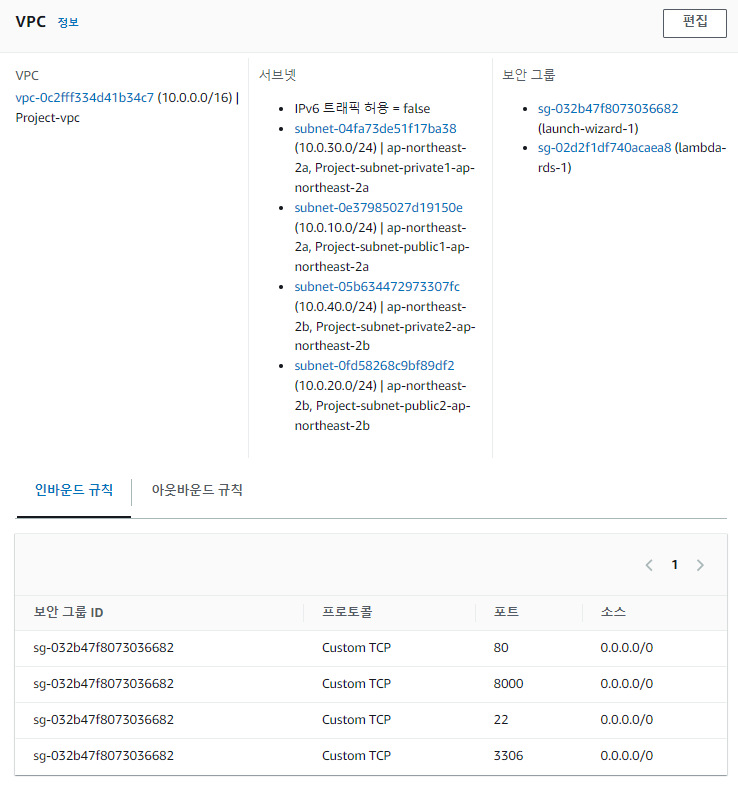 VPC 정보
편집
VPC
vpc-0c2fff334d41b34c7 (10.0.0.0/16) |
Project-vpc
서브넷
IPv6 트래픽 허용 = false
subnet-04fa73de51f17ba38
(10.0.30.0/24) | ap-northeast-
2a, Project-subnet-private1-ap-
northeast-2a
subnet-0e37985027d19150e
(10.0.10.0/24) | ap-northeast-
2a, Project-subnet-public1-ap-
northeast-2a
subnet-05b634472973307fc
(10.0.40.0/24) | ap-northeast-
2b, Project-subnet-private2-ap-
northeast-2b
subnet-0fd58268c9bf89df2
(10.0.20.0/24) | ap-northeast-
2b, Project-subnet-public2-ap-
northeast-2b
보안 그룹
sg-032b47f8073036682
(launch-wizard-1)
sg-02d2f1df740acaea8 (lambda-
rds-1)
인바운드 규칙 아웃바운드 규칙
1
보안 그룹 ID 프로토콜 포트 소스
sg-032b47f8073036682 Custom TCP 80 0.0.0.0/0
sg-032b47f8073036682 Custom TCP 8000 0.0.0.0/0
sg-032b47f8073036682 Custom TCP 22 0.0.0.0/0
sg-032b47f8073036682 Custom TCP 3306 0.0.0.0/0